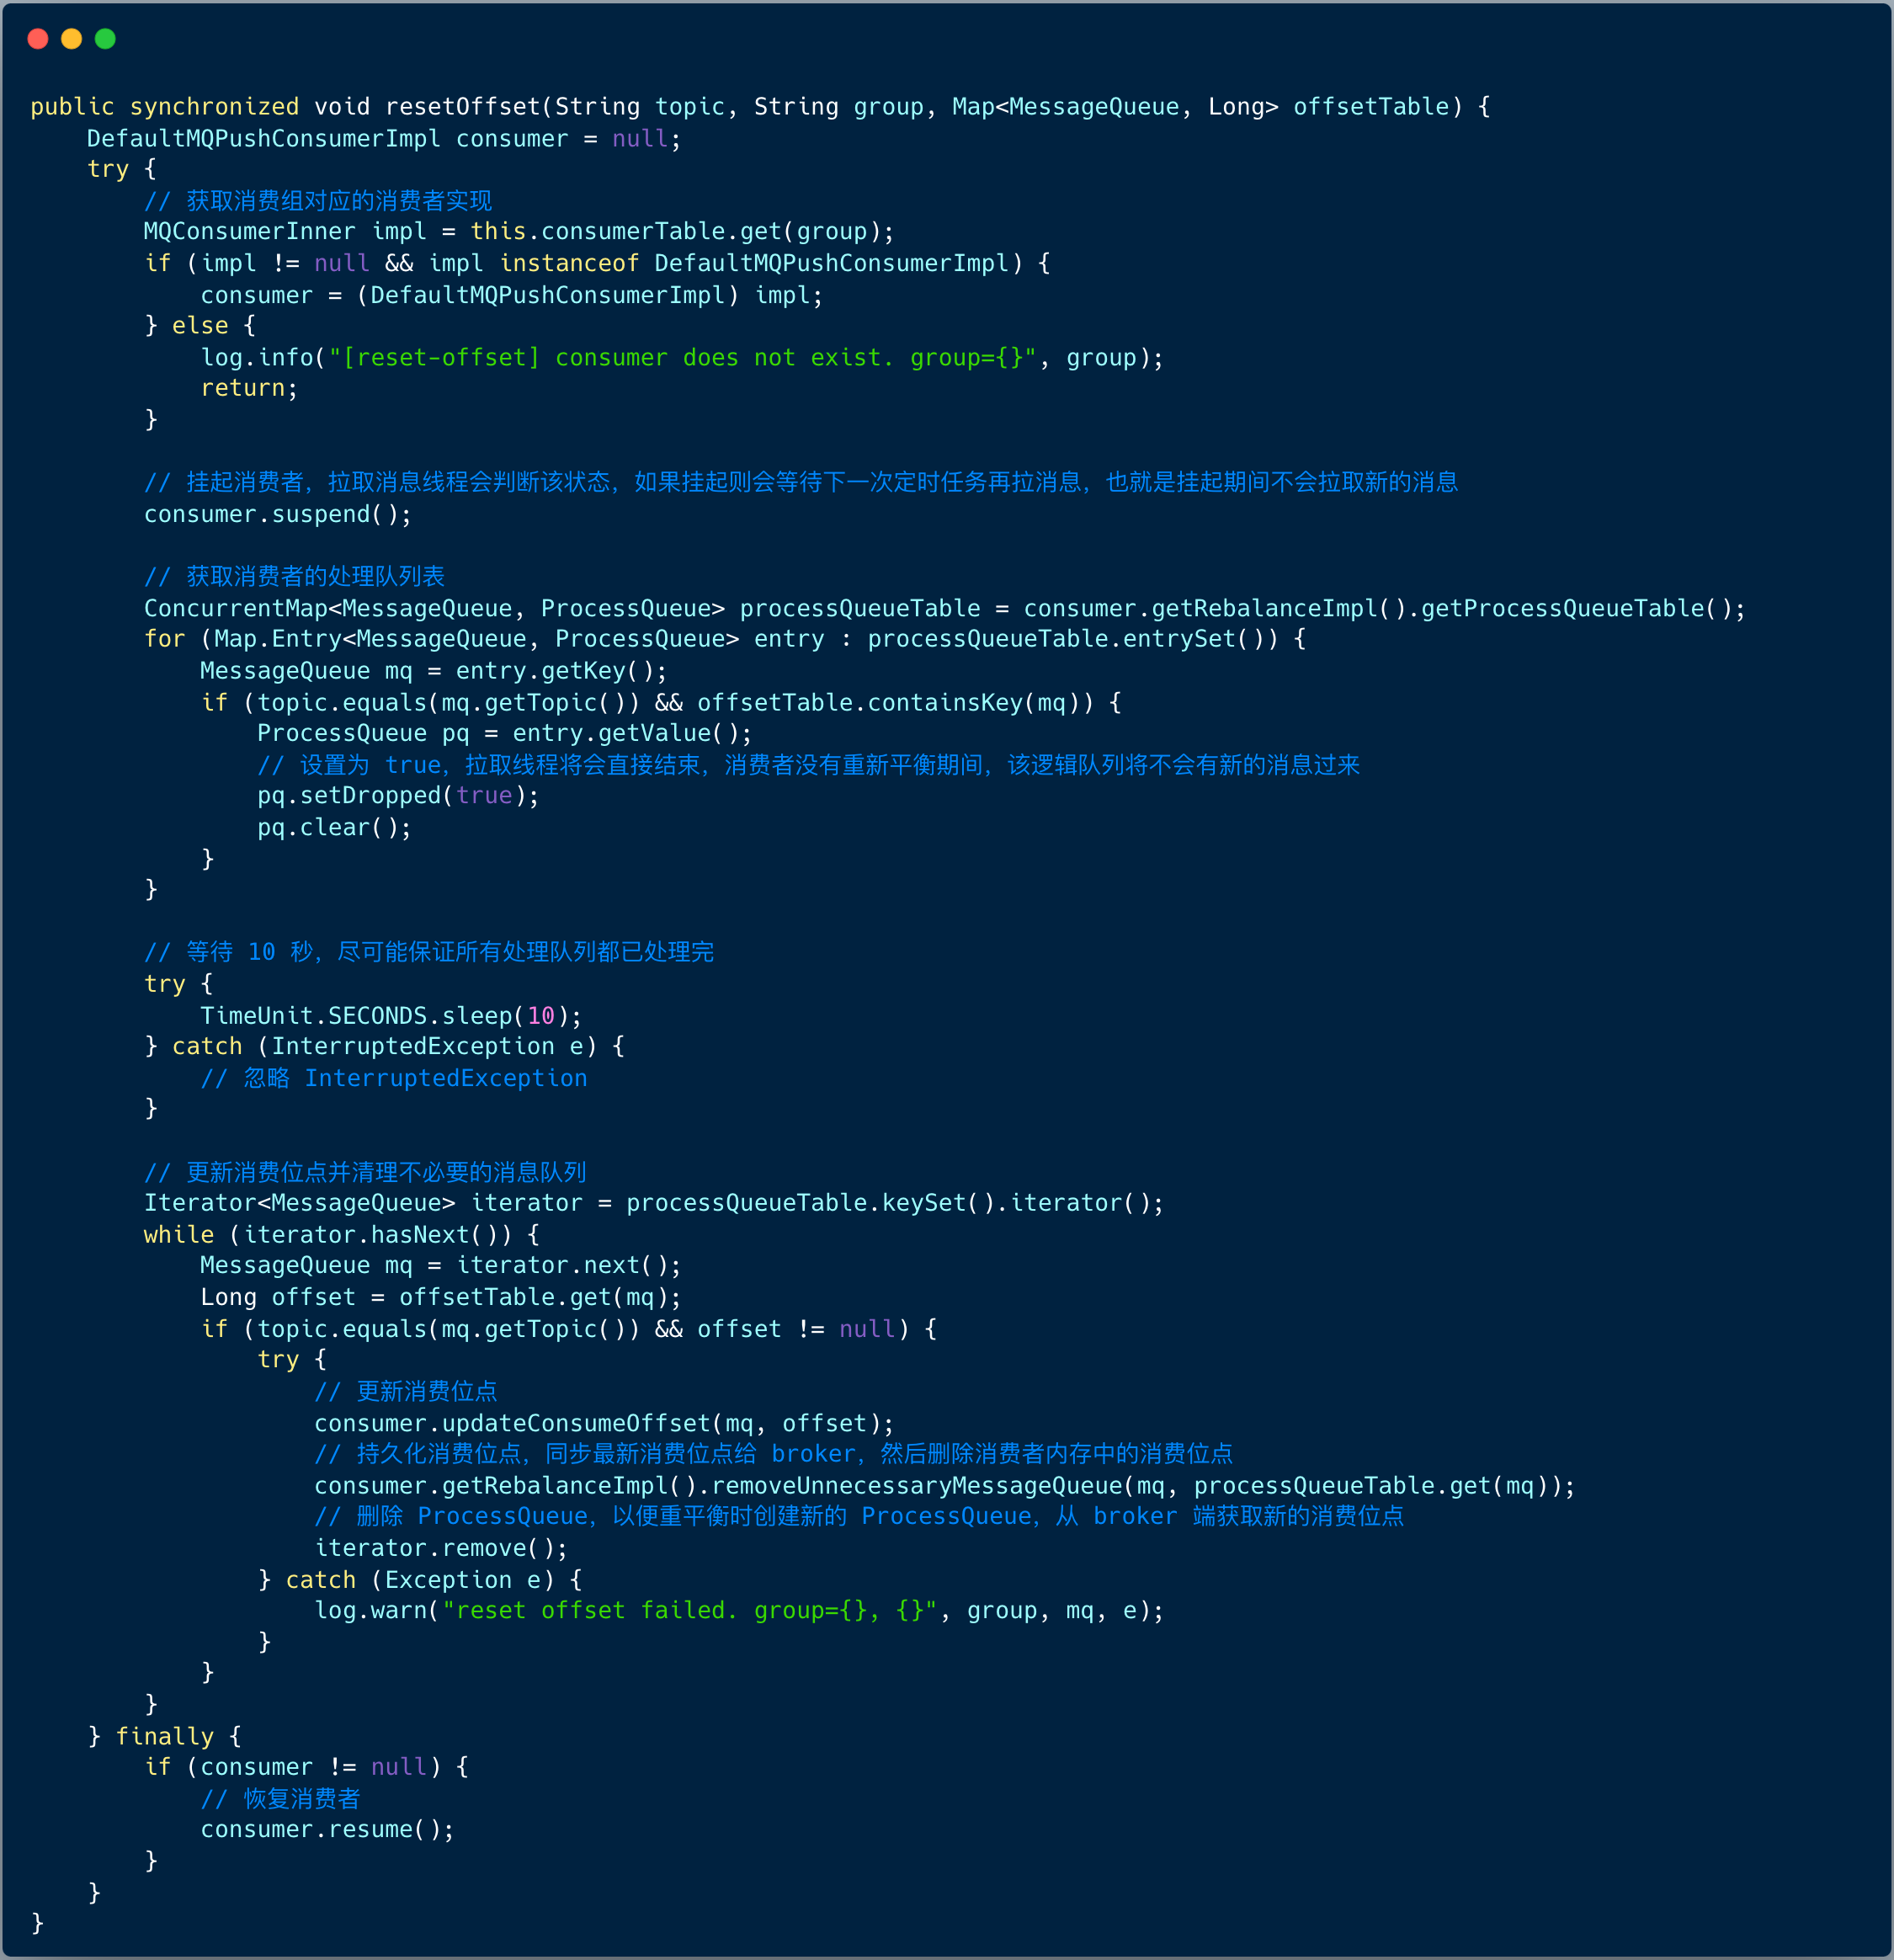 public synchronized void resetOffset(String topic, String group, Map<MessageQueue, Long> offsetTable) {
    DefaultMQPushConsumerImpl consumer = null;
    try {
        // 获取消费组对应的消费者实现
        MQConsumerInner impl = this.consumerTable.get(group);
        if (impl != null && impl instanceof DefaultMQPushConsumerImpl) {
            consumer = (DefaultMQPushConsumerImpl) impl;
        } else {
            log.info("[reset-offset] consumer does not exist. group={}", group);
            return;
        }

        // 挂起消费者，拉取消息线程会判断该状态，如果挂起则会等待下一次定时任务再拉消息，也就是挂起期间不会拉取新的消息
        consumer.suspend();

        // 获取消费者的处理队列表
        ConcurrentMap<MessageQueue, ProcessQueue> processQueueTable = consumer.getRebalanceImpl().getProcessQueueTable();
        for (Map.Entry<MessageQueue, ProcessQueue> entry : processQueueTable.entrySet()) {
            MessageQueue mq = entry.getKey();
            if (topic.equals(mq.getTopic()) && offsetTable.containsKey(mq)) {
                ProcessQueue pq = entry.getValue();
                // 设置为 true，拉取线程将会直接结束，消费者没有重新平衡期间，该逻辑队列将不会有新的消息过来
                pq.setDropped(true);
                pq.clear();
            }
        }

        // 等待 10 秒，尽可能保证所有处理队列都已处理完
        try {
            TimeUnit.SECONDS.sleep(10);
        } catch (InterruptedException e) {
            // 忽略 InterruptedException
        }

        // 更新消费位点并清理不必要的消息队列
        Iterator<MessageQueue> iterator = processQueueTable.keySet().iterator();
        while (iterator.hasNext()) {
            MessageQueue mq = iterator.next();
            Long offset = offsetTable.get(mq);
            if (topic.equals(mq.getTopic()) && offset != null) {
                try {
                    // 更新消费位点
                    consumer.updateConsumeOffset(mq, offset);
                    // 持久化消费位点，同步最新消费位点给 broker，然后删除消费者内存中的消费位点
                    consumer.getRebalanceImpl().removeUnnecessaryMessageQueue(mq, processQueueTable.get(mq));
                    // 删除 ProcessQueue，以便重平衡时创建新的 ProcessQueue，从 broker 端获取新的消费位点
                    iterator.remove();
                } catch (Exception e) {
                    log.warn("reset offset failed. group={}, {}", group, mq, e);
                }
            }
        }
    } finally {
        if (consumer != null) {
            // 恢复消费者
            consumer.resume();
        }
    }
}